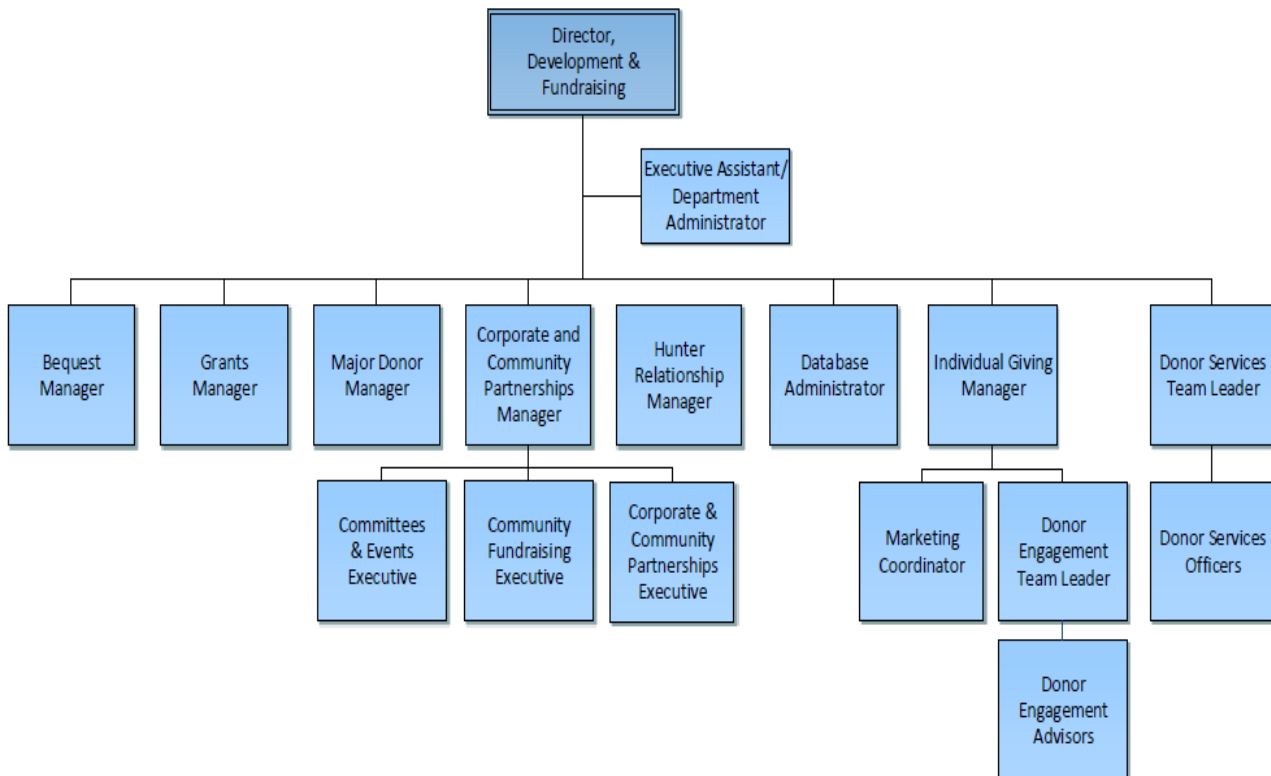 Director,
Development &
Fundraising
Executive Assistant/
Department
Administrator
Bequest
Manager
Grants
Manager
Major Donor
Manager
Corporate and
Community
Partnerships
Manager
Hunter
Relationship
Manager
Database
Administrator
Individual Giving
Manager
Donor Services
Team Leader
Committees
& Events
Executive
Community
Fundraising
Executive
Corporate &
Community
Partnerships
Executive
Marketing
Coordinator
Donor
Engagement
Team Leader
Donor Services
Officers
Donor
Engagement
Advisors